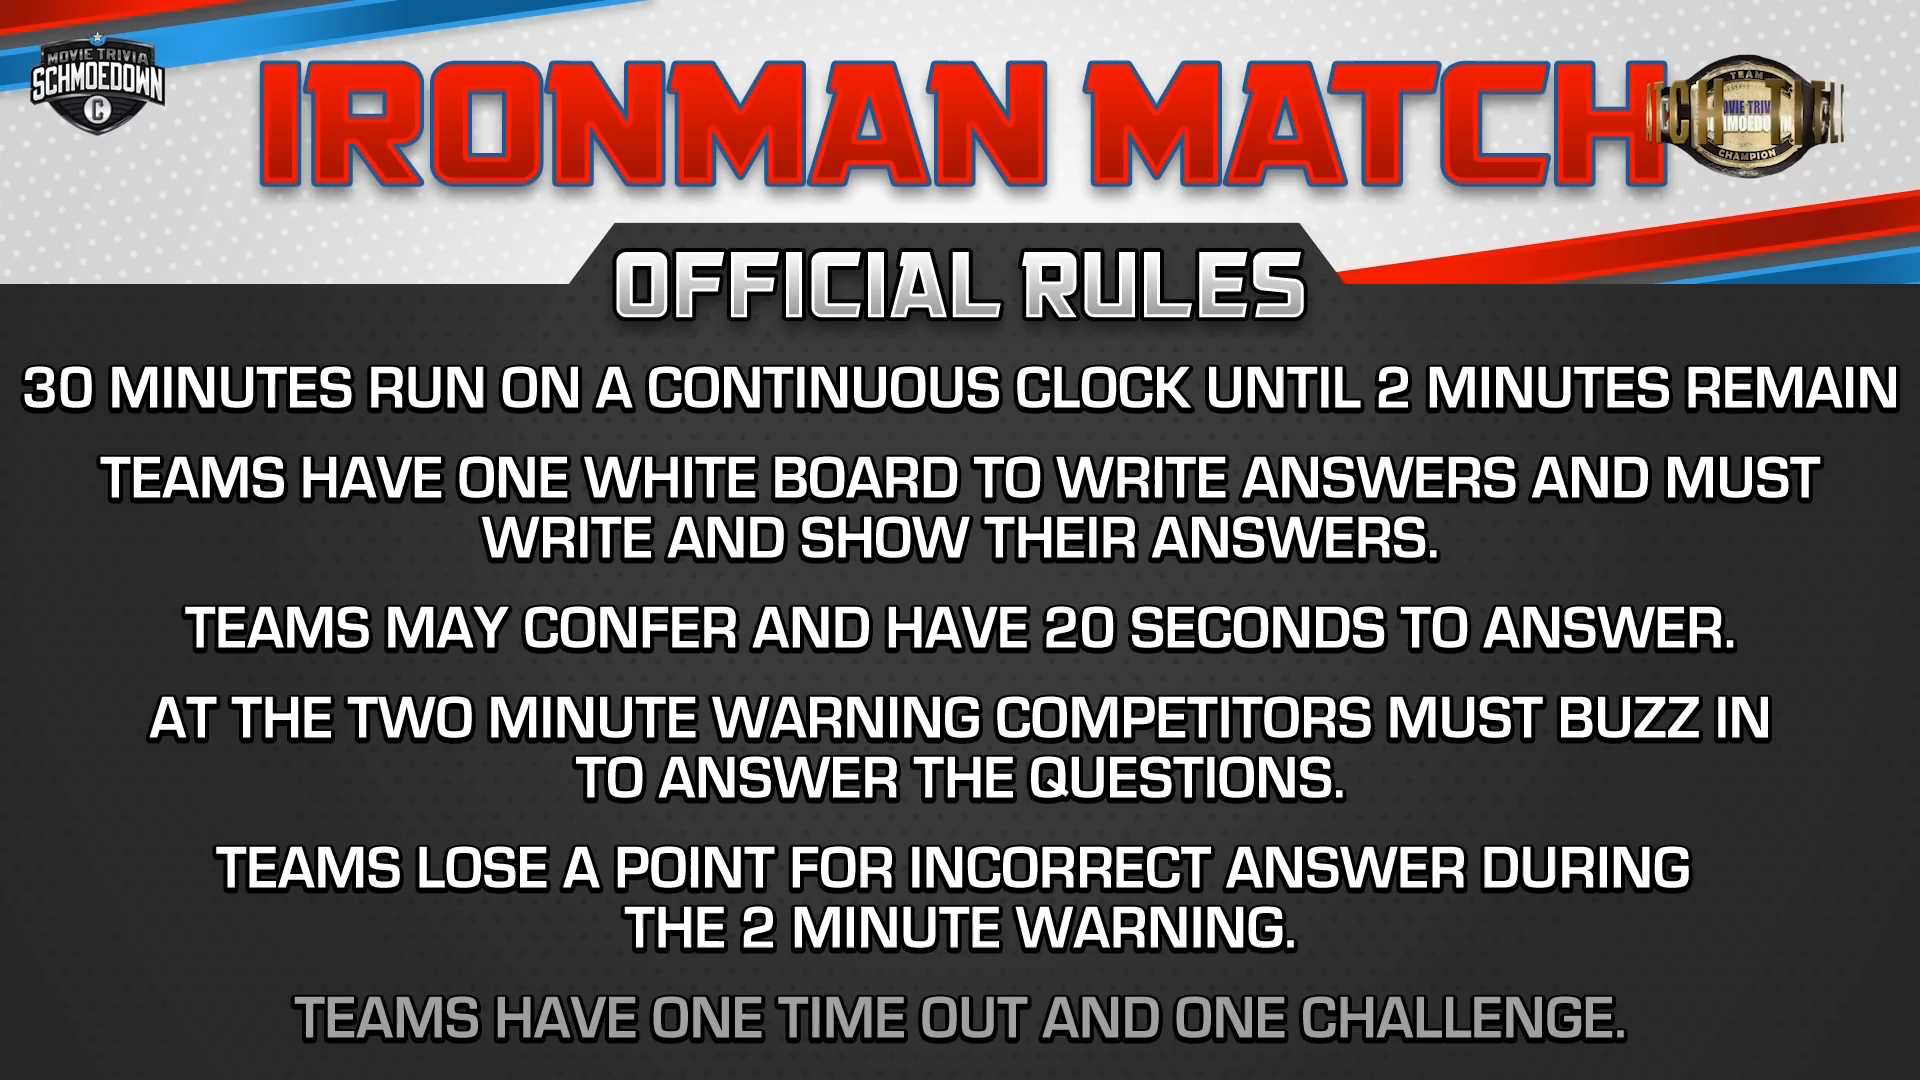 MOVIE TRIVIA
SCHMOEDOWN
C
IRONMAN MATCH
TEAM
CHAMPION
OFFICIAL RULES
30 MINUTES RUN ON A CONTINUOUS CLOCK UNTIL 2 MINUTES REMAIN
TEAMS HAVE ONE WHITE BOARD TO WRITE ANSWERS AND MUST
WRITE AND SHOW THEIR ANSWERS.
TEAMS MAY CONFER AND HAVE 20 SECONDS TO ANSWER.
AT THE TWO MINUTE WARNING COMPETITORS MUST BUZZ IN
TO ANSWER THE QUESTIONS.
TEAMS LOSE A POINT FOR INCORRECT ANSWER DURING
THE 2 MINUTE WARNING.
TEAMS HAVE ONE TIME OUT AND ONE CHALLENGE.